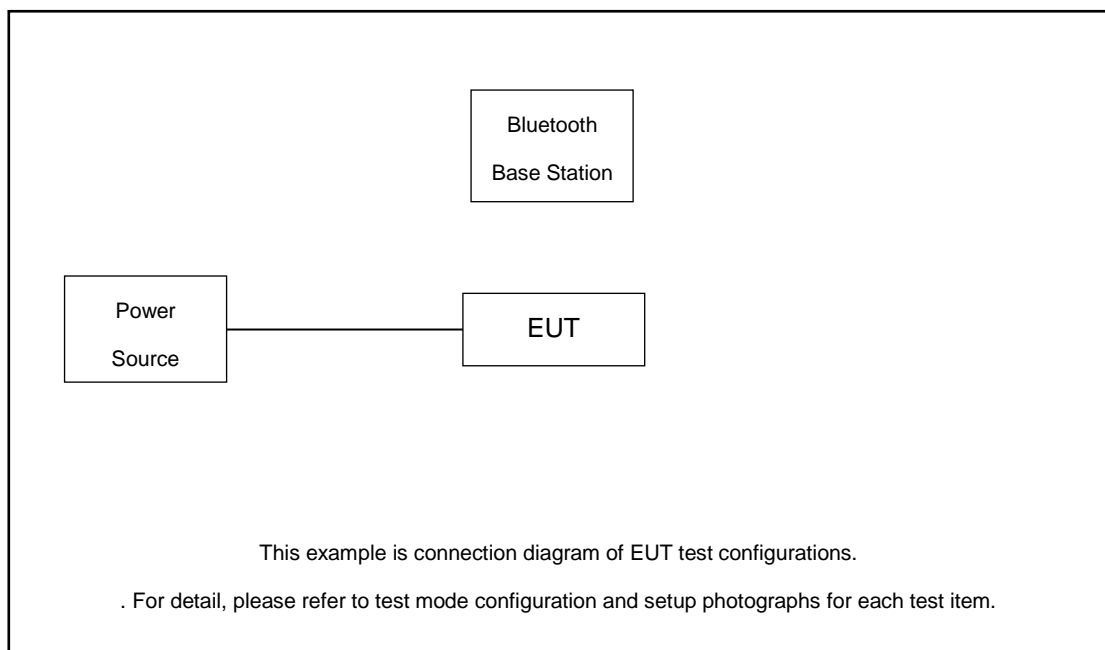 Bluetooth
Base Station
Power
Source
EUT
This example is connection diagram of EUT test configurations.
. For detail, please refer to test mode configuration and setup photographs for each test item.